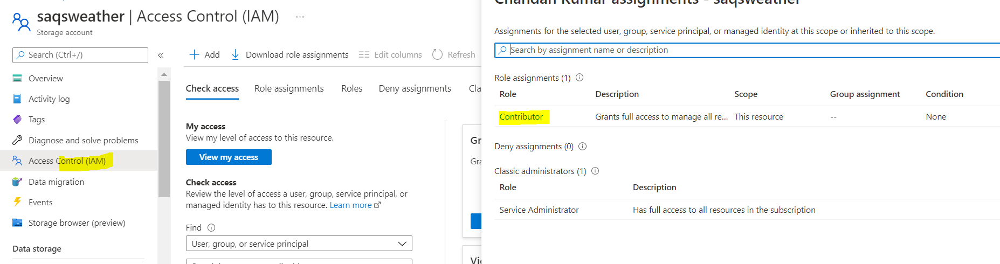 saqsweather | Access Control (IAM) ...
Storage account
Search (Ctrl+/)
«
Overview
Activity log
Tags
Diagnose and solve problems
Access Control (IAM)
Data migration
Events
Storage browser (preview)
Data storage
Add
Download role assignments
Edit columns
Refresh
Check access
Role assignments
Roles
Deny assignments
Cla
My access
View my level of access to this resource.
View my access
Check access
Review the level of access a user, group, service principal, or
managed identity has to this resource. Learn more
Find
User, group, or service principal
Gr
Gra
Vie
Chandan Kumar assignments - saqsweather
Assignments for the selected user, group, service principal, or managed identity at this scope or inherited to this scope.
Search by assignment name or description
Role assignments (1)
Role Description Scope Group assignment Condition
Contributor Grants full access to manage all re... This resource -- None
Deny assignments (0)
Classic administrators (1)
Role Description
Service Administrator Has full access to all resources in the subscription